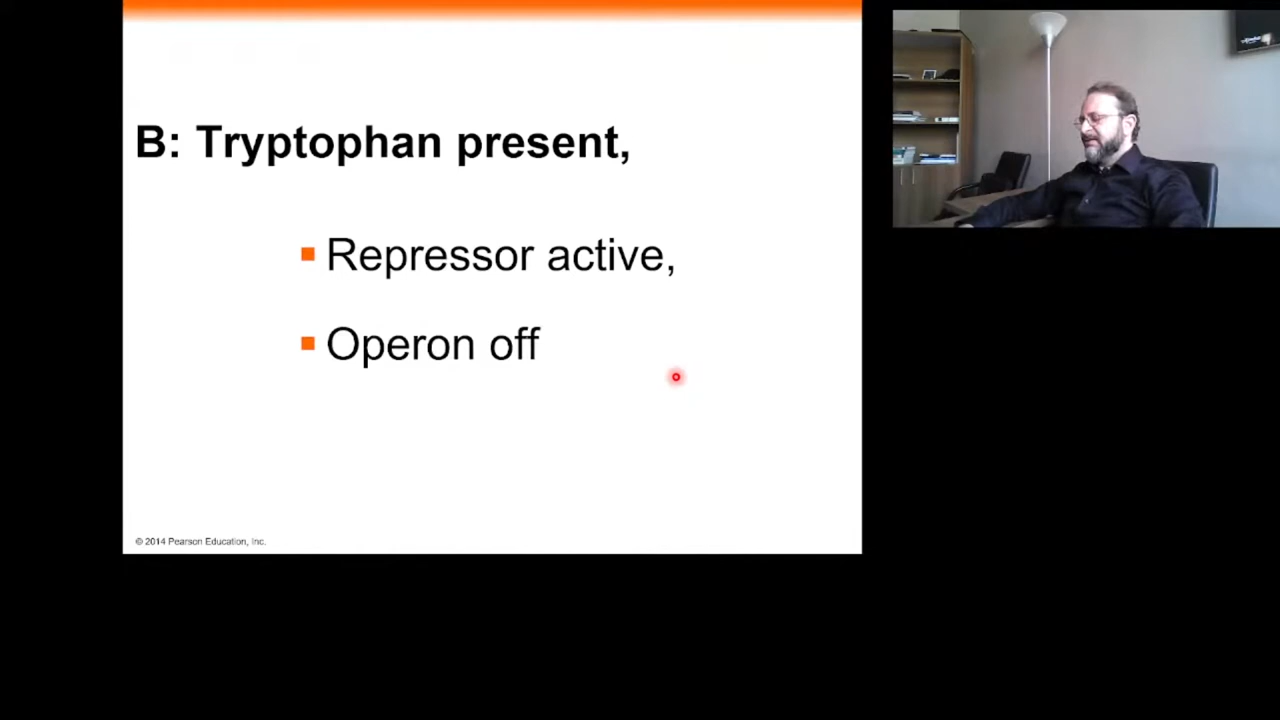 B: Tryptophan present,
Repressor active,
Operon off
© 2014 Pearson Education, Inc.